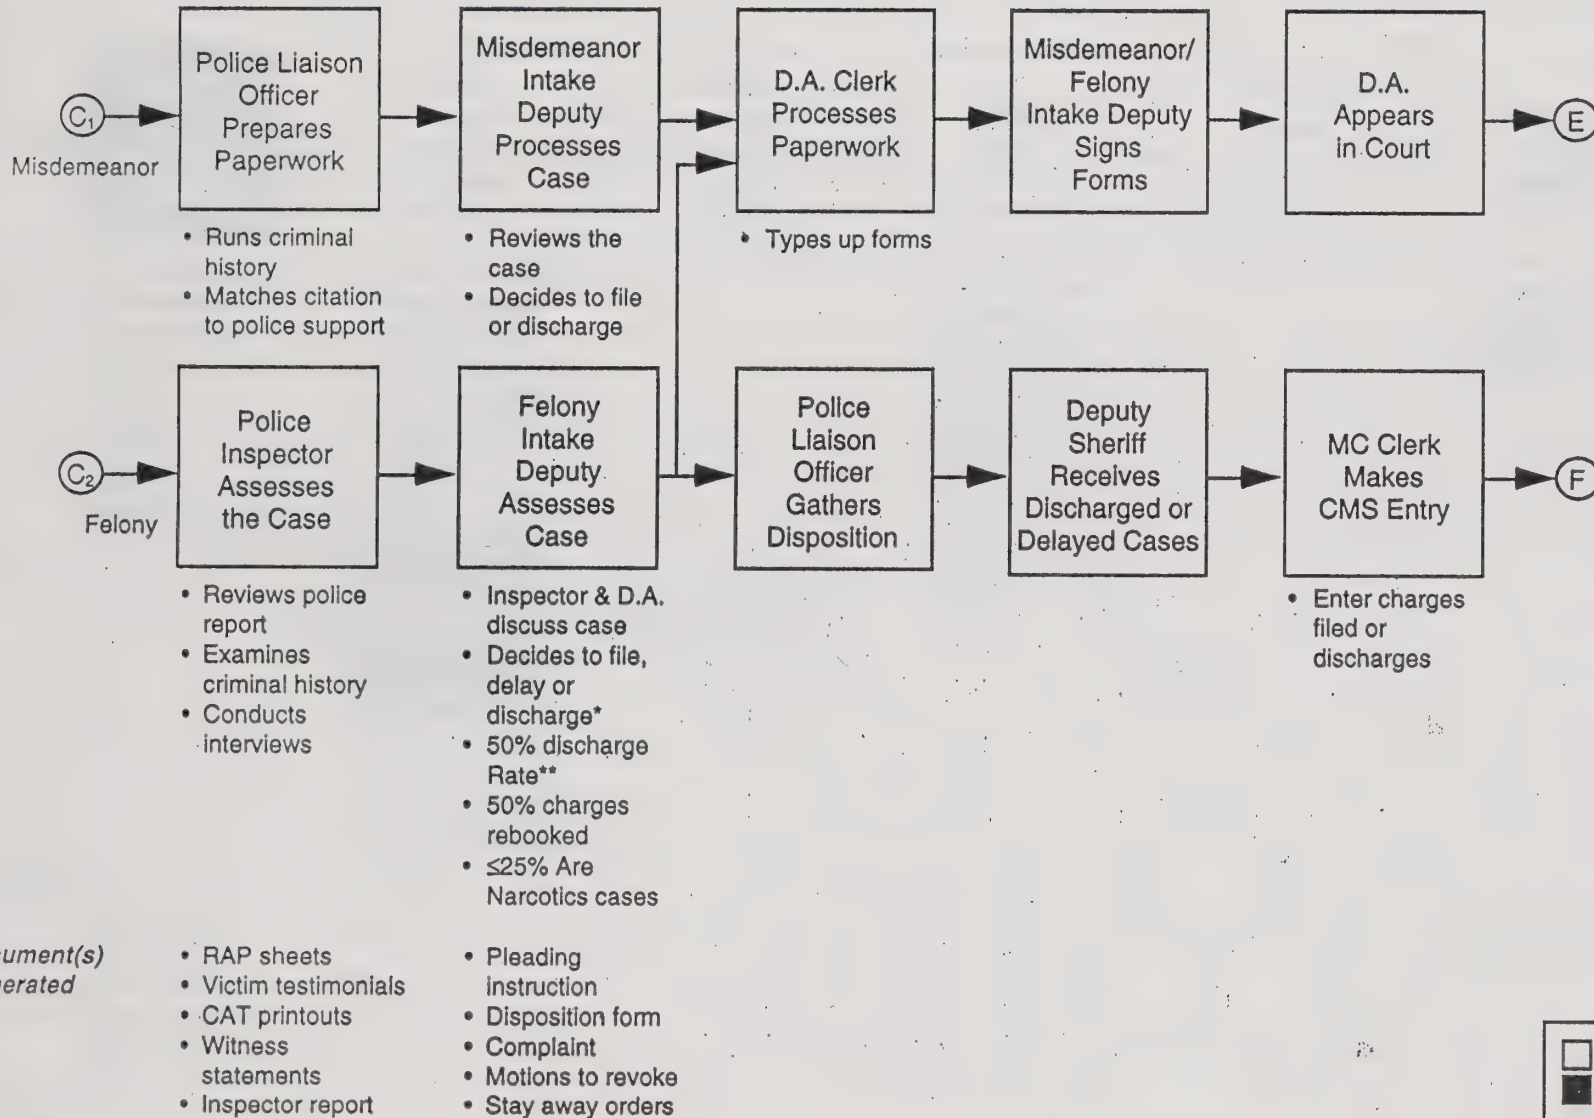 C₁
Misdemeanor
Police Liaison
Officer
Prepares
Paperwork
Misdemeanor
Intake
Deputy
Processes
Case
D.A. Clerk
Processes
Paperwork
Misdemeanor/
Felony
Intake Deputy
Signs
Forms
D.A.
Appears
in Court
E
• Runs criminal
history
• Matches citation
to police support
• Reviews the
case
• Decides to file
or discharge
• Types up forms
C₂
Felony
Police
Inspector
Assesses
the Case
Felony
Intake
Deputy
Assesses
Case
Police
Liaison
Officer
Gathers
Disposition
Deputy
Sheriff
Receives
Discharged or
Delayed Cases
MC Clerk
Makes
CMS Entry
F
• Reviews police
report
• Examines
criminal history
• Conducts
interviews
• Inspector & D.A.
discuss case
• Decides to file,
delay or
discharge*
• 50% discharge
Rate**
• 50% charges
rebooked
• ≤25% Are
Narcotics cases
• Enter charges
filed or
discharges
ument(s)
erated
• RAP sheets
• Victim testimonials
• CAT printouts
• Witness
statements
• Inspector report
• Pleading
instruction
• Disposition form
• Complaint
• Motions to revoke
• Stay away orders